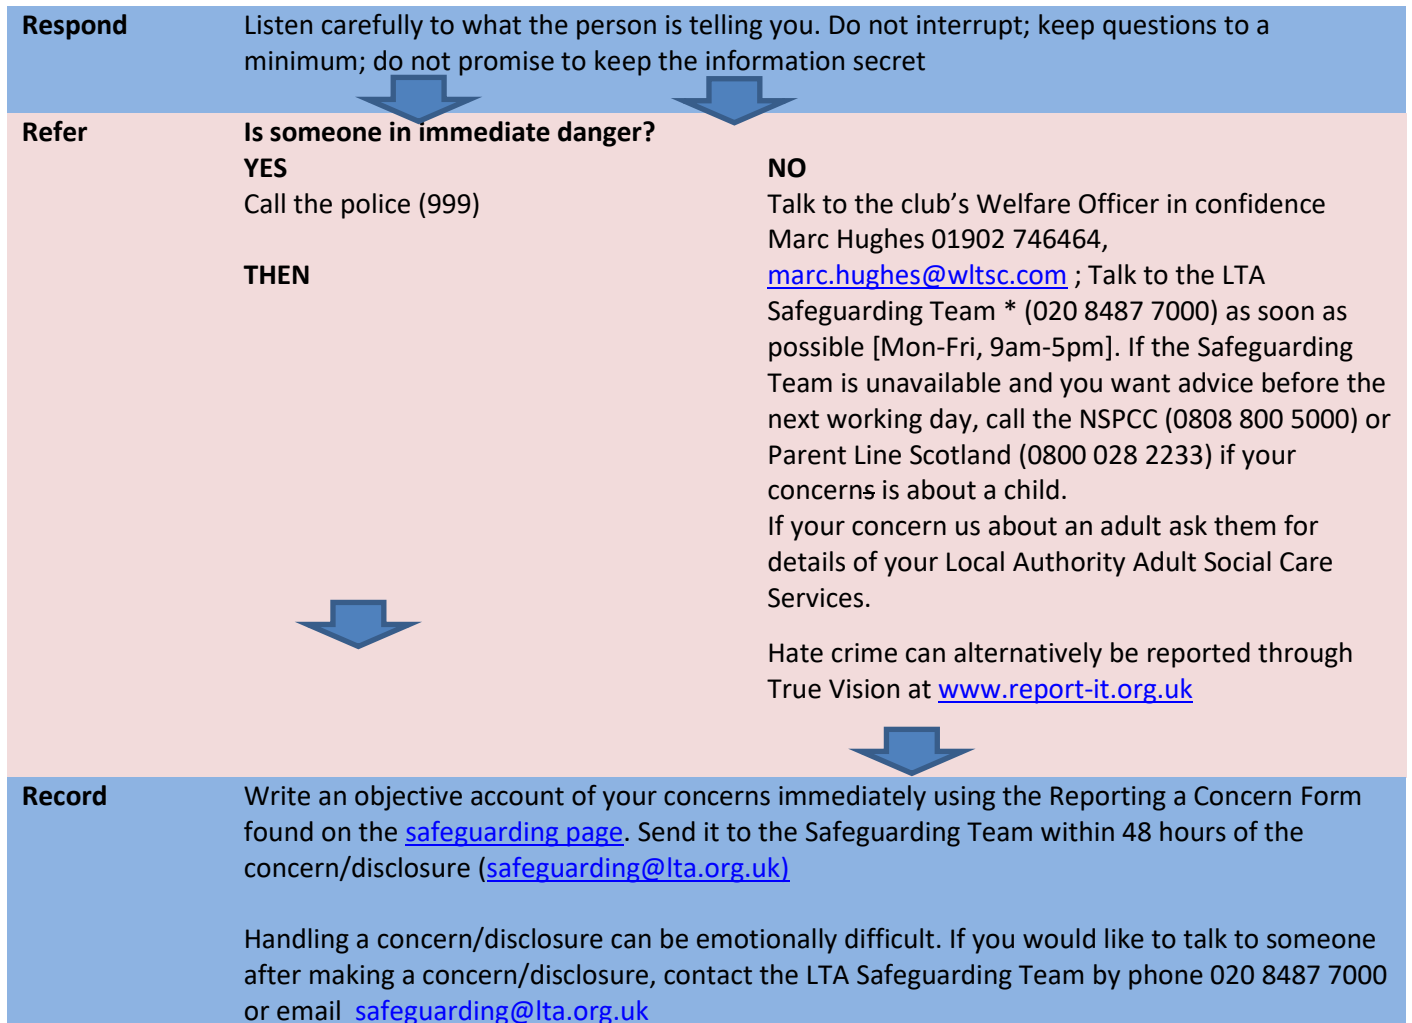 Respond
Listen carefully to what the person is telling you. Do not interrupt; keep questions to a
minimum; do not promise to keep the information secret
Refer
Is someone in immediate danger?
YES
Call the police (999)
THEN
NO
Talk to the club’s Welfare Officer in confidence
Marc Hughes 01902 746464,
marc.hughes@wltsc.com ; Talk to the LTA
Safeguarding Team * (020 8487 7000) as soon as
possible [Mon-Fri, 9am-5pm]. If the Safeguarding
Team is unavailable and you want advice before the
next working day, call the NSPCC (0808 800 5000) or
Parent Line Scotland (0800 028 2233) if your
concerns is about a child.
If your concern us about an adult ask them for
details of your Local Authority Adult Social Care
Services.
Hate crime can alternatively be reported through
True Vision at www.report-it.org.uk
Record
Write an objective account of your concerns immediately using the Reporting a Concern Form
found on the safeguarding page. Send it to the Safeguarding Team within 48 hours of the
concern/disclosure (safeguarding@lta.org.uk)
Handling a concern/disclosure can be emotionally difficult. If you would like to talk to someone
after making a concern/disclosure, contact the LTA Safeguarding Team by phone 020 8487 7000
or email safeguarding@lta.org.uk